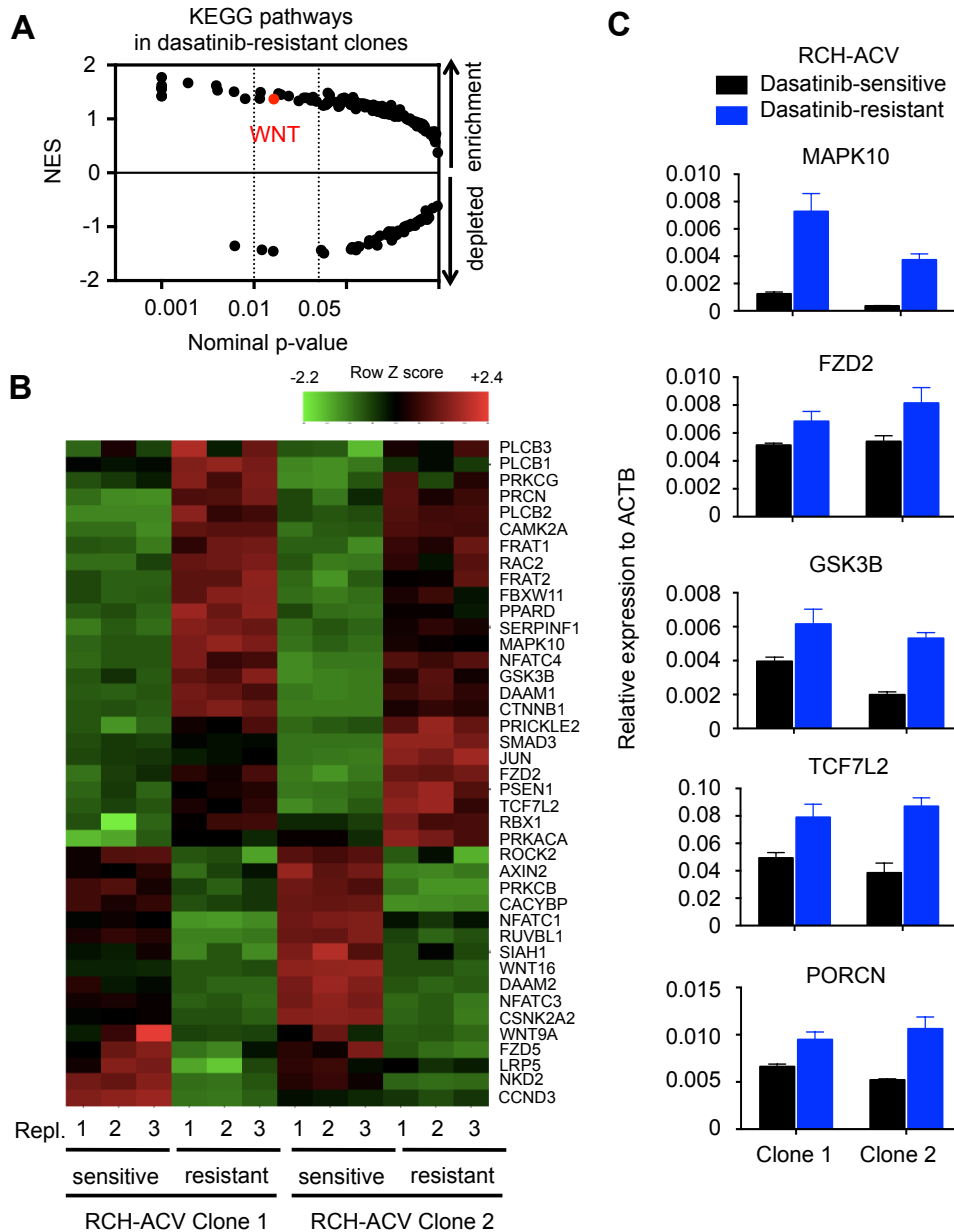 A
KEGG pathways
in dasatinib-resistant clones
2
1
0
-1
-2
NES
WNT
enrichment
depleted
0.001
0.01
0.05
Nominal p-value
B
-2.2
Row Z score
+2.4
PLCB3
PLCB1
PRKCG
PRCN
PLCB2
CAMK2A
FRAT1
RAC2
FRAT2
FBXW11
PPARD
SERPINF1
MAPK10
NFATC4
GSK3B
DAAM1
CTNNB1
PRICKLE2
SMAD3
JUN
FZD2
PSEN1
TCF7L2
RBX1
PRKACA
ROCK2
AXIN2
PRKCB
CACYBP
NFATC1
RUVBL1
SIAH1
WNT16
DAAM2
NFATC3
CSNK2A2
WNT9A
FZD5
LRP5
NKD2
CCND3
Repl. 1 2 3 1 2 3 1 2 3 1 2 3
sensitive resistant sensitive resistant
RCH-ACV Clone 1 RCH-ACV Clone 2
C
RCH-ACV
Dasatinib-sensitive
Dasatinib-resistant
Relative expression to ACTB
MAPK10
0.010
0.008
0.006
0.004
0.002
0
FZD2
0.010
0.008
0.006
0.004
0.002
0
GSK3B
0.008
0.006
0.004
0.002
0
TCF7L2
0.10
0.08
0.06
0.04
0.02
0
PORCN
0.015
0.010
0.005
0
Clone 1 Clone 2